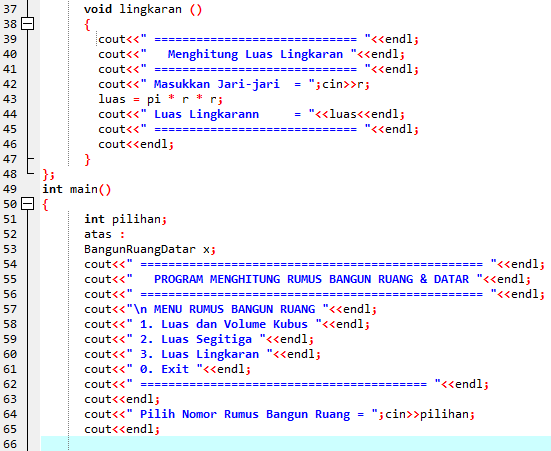 37 void lingkaran ()
38 {
39 cout<<" ============================= "<<endl;
40 cout<<"   Menghitung Luas Lingkaran "<<endl;
41 cout<<" ============================= "<<endl;
42 cout<<" Masukkan Jari-jari  = ";cin>>r;
43 luas = pi * r * r;
44 cout<<" Luas Lingkarann     = "<<luas<<endl;
45 cout<<" ============================= "<<endl;
46 cout<<endl;
47 }
48 };
49 int main()
50 {
51 int pilihan;
52 atas :
53 BangunRuangDatar x;
54 cout<<" ================================================= "<<endl;
55 cout<<"   PROGRAM MENGHITUNG RUMUS BANGUN RUANG & DATAR "<<endl;
56 cout<<" ================================================= "<<endl;
57 cout<<"\n MENU RUMUS BANGUN RUANG "<<endl;
58 cout<<" 1. Luas dan Volume Kubus "<<endl;
59 cout<<" 2. Luas Segitiga "<<endl;
60 cout<<" 3. Luas Lingkaran "<<endl;
61 cout<<" 0. Exit "<<endl;
62 cout<<" ========================================= "<<endl;
63 cout<<endl;
64 cout<<" Pilih Nomor Rumus Bangun Ruang = ";cin>>pilihan;
65 cout<<endl;
66